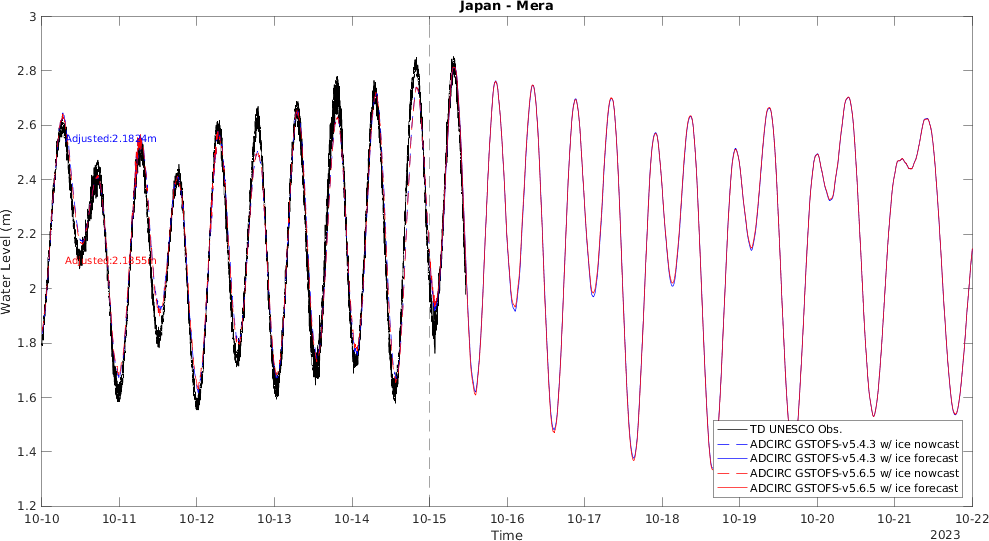 Japan - Mera
3
2.8
2.6
2.4
2.2
2
1.8
1.6
1.4
1.2
Water Level (m)
Adjusted:2.1834m
Adjusted:2.1355m
TD UNESCO Obs.
ADCIRC GSTOFS-v5.4.3 w/ ice nowcast
ADCIRC GSTOFS-v5.4.3 w/ ice forecast
ADCIRC GSTOFS-v5.6.5 w/ ice nowcast
ADCIRC GSTOFS-v5.6.5 w/ ice forecast
10-10 10-11 10-12 10-13 10-14 10-15 10-16 10-17 10-18 10-19 10-20 10-21 10-22
Time
2023